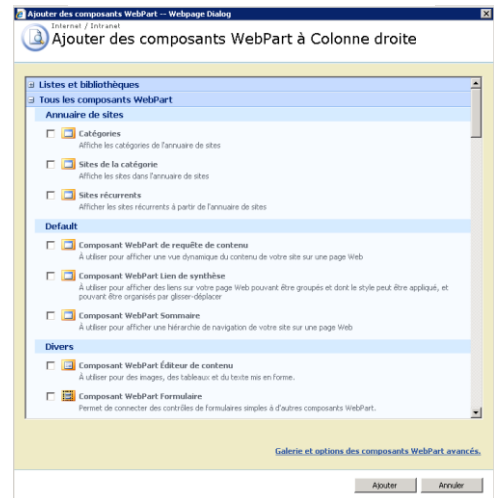 Ajouter des composants WebPart -- Webpage Dialog
Internet / Intranet
Ajouter des composants WebPart à Colonne droite
Listes et bibliothèques
Tous les composants WebPart
Annuaire de sites
Catégories
Affiche les catégories de l'annuaire de sites
Sites de la catégorie
Affiche les sites dans l'annuaire de sites
Sites récurrents
Afficher les sites récurrents à partir de l'annuaire de sites
Default
Composant WebPart de requête de contenu
À utiliser pour afficher une vue dynamique du contenu de votre site sur une page Web
Composant WebPart Lien de synthèse
À utiliser pour afficher des liens sur votre page Web pouvant être groupés et dont le style peut être appliqué, et
pouvant être organisés par glisser-déplacer
Composant WebPart Sommaire
À utiliser pour afficher une hiérarchie de navigation de votre site sur une page Web
Divers
Composant WebPart Éditeur de contenu
À utiliser pour des images, des tableaux et du texte mis en forme.
Composant WebPart Formulaire
Permet de connecter des contrôles de formulaires simples à d'autres composants WebPart.
Galerie et options des composants WebPart avancés.
Ajouter
Annuler